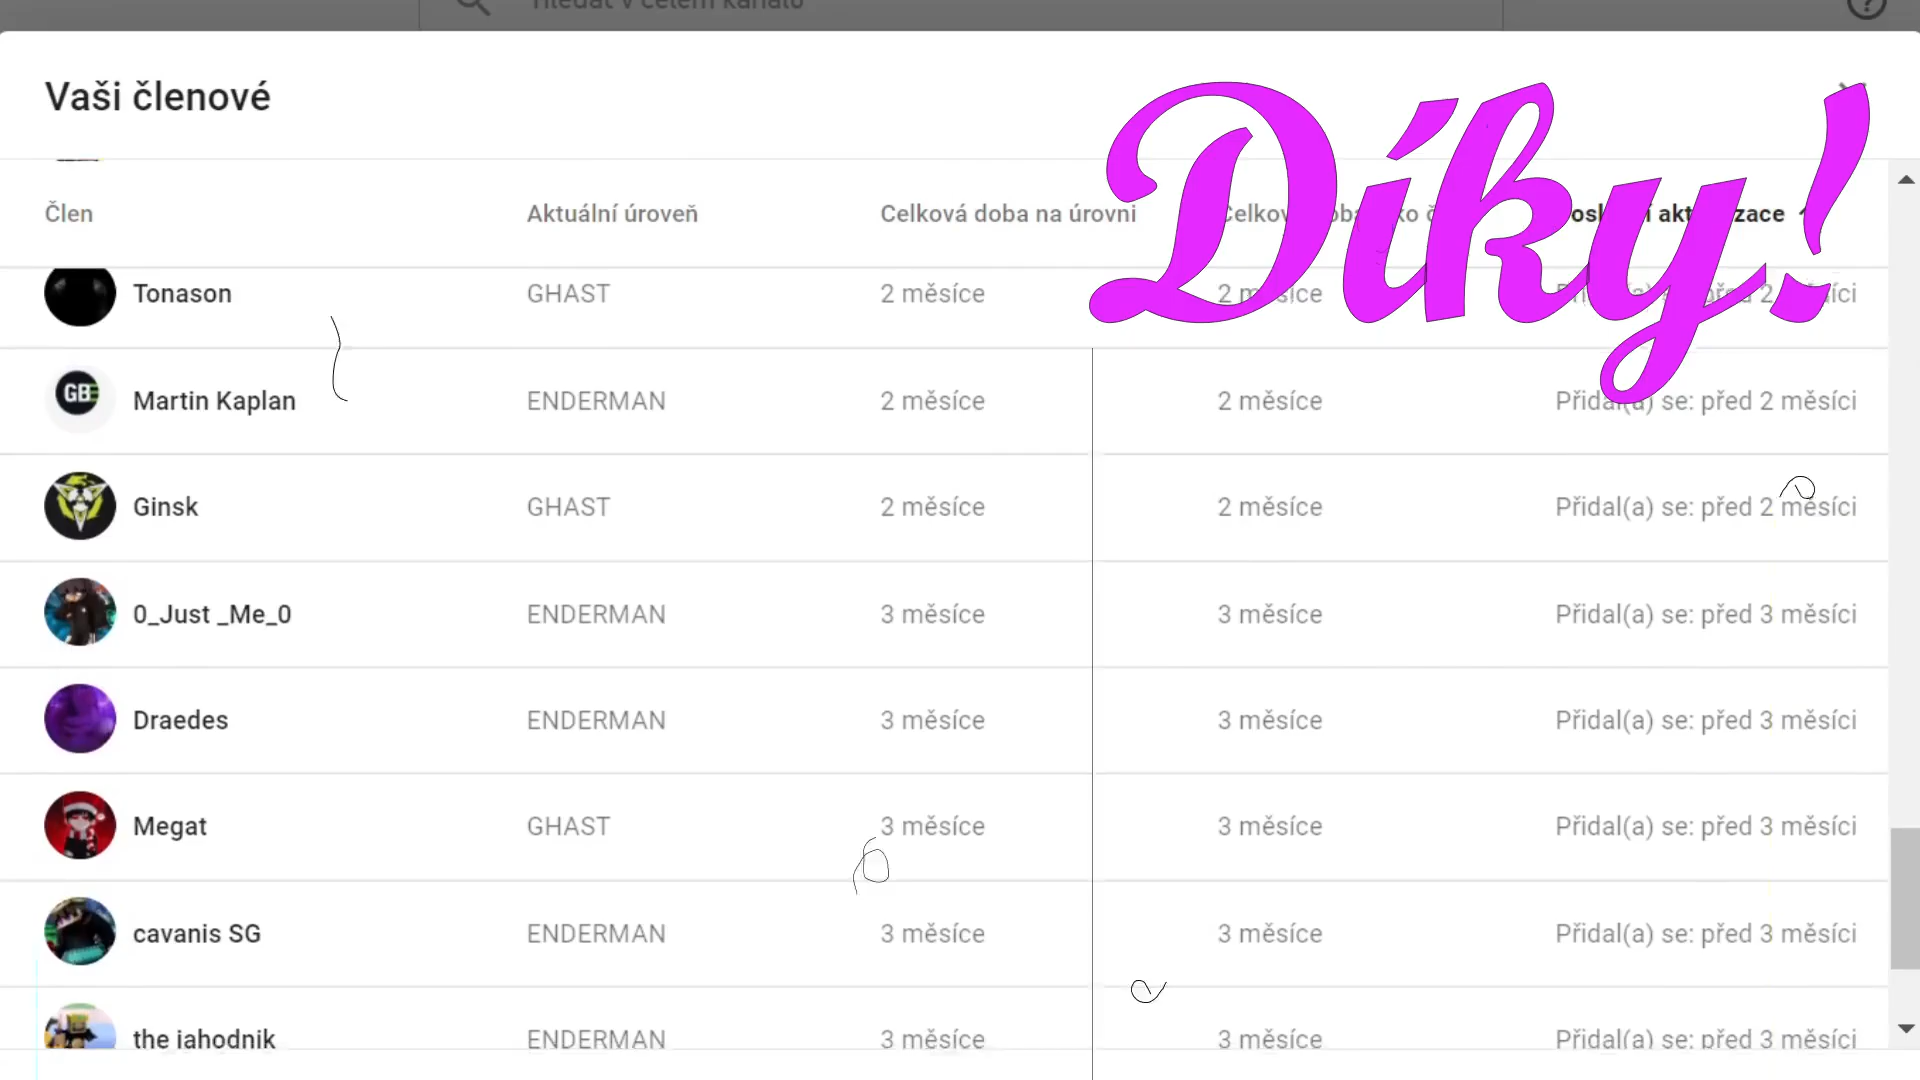 Hledat v celém kanálu
Vaši členové
Díky!
Člen Aktuální úroveň Celková doba na úrovni
Tonason GHAST 2 měsíce 2 měsíce
Martin Kaplan ENDERMAN 2 měsíce 2 měsíce Přidal(a) se: před 2 měsíci
Ginsk GHAST 2 měsíce 2 měsíce Přidal(a) se: před 2 měsíci
0_Just _Me_0 ENDERMAN 3 měsíce 3 měsíce Přidal(a) se: před 3 měsíci
Draedes ENDERMAN 3 měsíce 3 měsíce Přidal(a) se: před 3 měsíci
Megat GHAST 3 měsíce 3 měsíce Přidal(a) se: před 3 měsíci
cavanis SG ENDERMAN 3 měsíce 3 měsíce Přidal(a) se: před 3 měsíci
the jahodnik ENDERMAN 3 měsíce 3 měsíce Přidal(a) se: před 3 měsíci